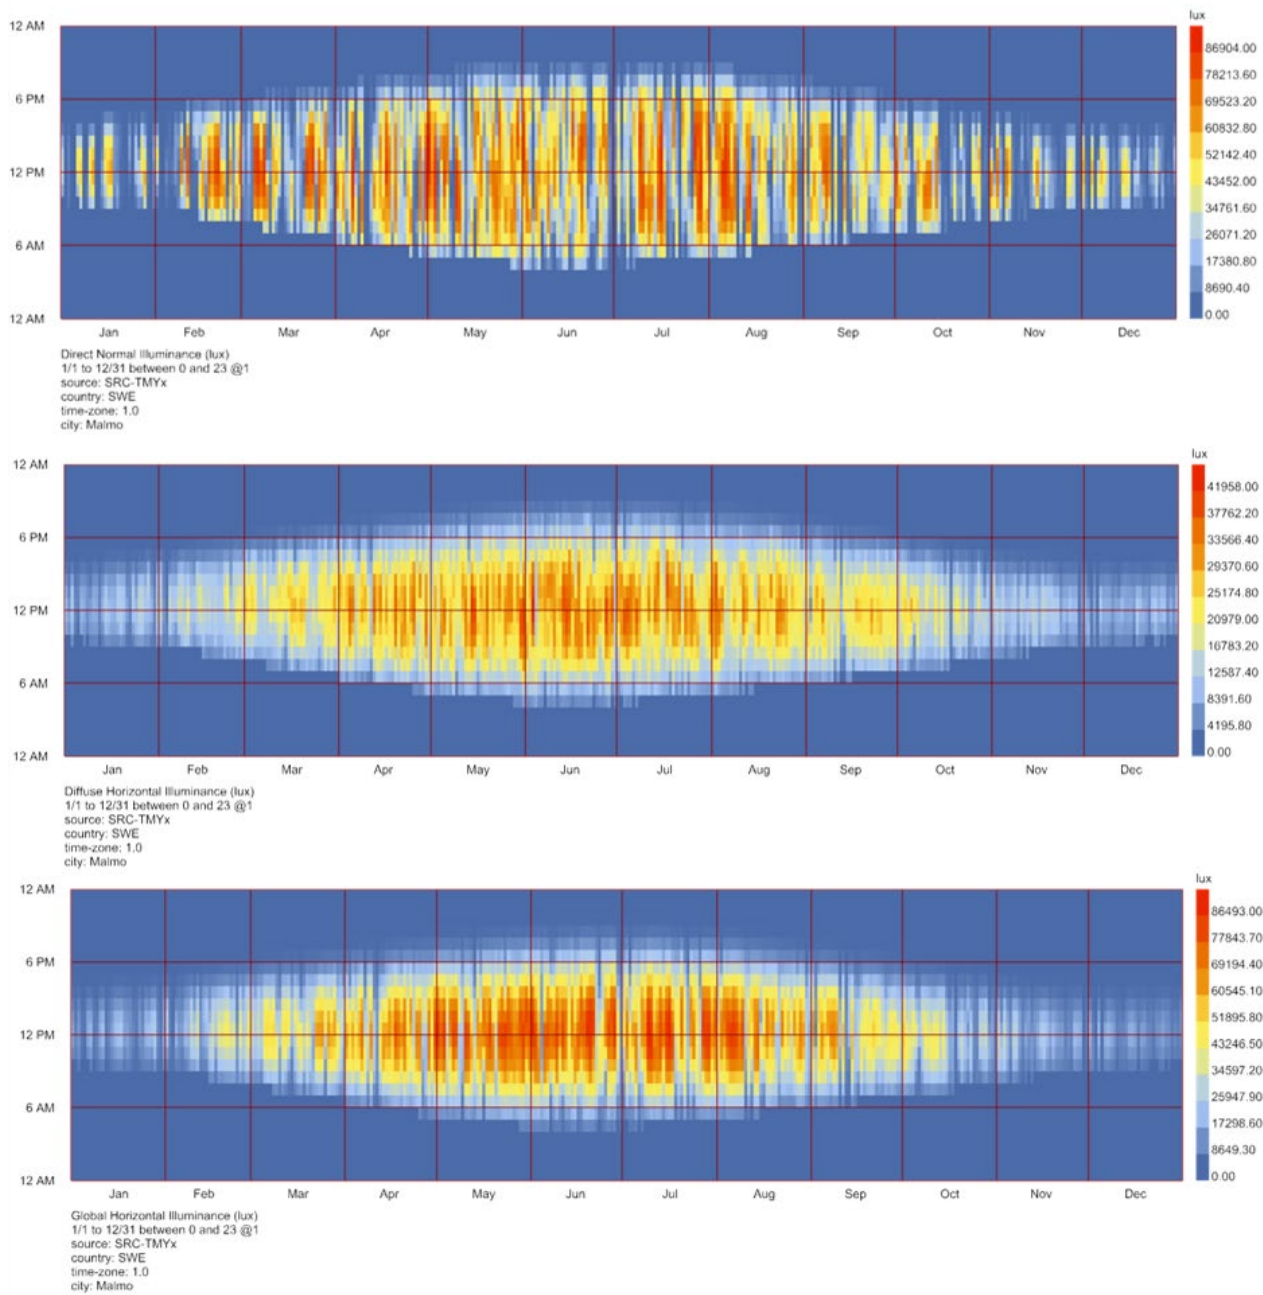 lux
12 AM
6 PM
12 PM
6 AM
12 AM
86904.00
78213.60
69523.20
60832.80
52142.40
43452.00
34761.60
26071.20
17380.80
8690.40
0.00
Jan Feb Mar Apr May Jun Jul Aug Sep Oct Nov Dec
Direct Normal Illuminance (lux)
1/1 to 12/31 between 0 and 23 @1
source: SRC-TMYx
country: SWE
time-zone: 1.0
city: Malmo
lux
12 AM
6 PM
12 PM
6 AM
12 AM
41958.00
37762.20
33566.40
29370.60
25174.80
20979.00
16783.20
12587.40
8391.60
4195.80
0.00
Jan Feb Mar Apr May Jun Jul Aug Sep Oct Nov Dec
Diffuse Horizontal Illuminance (lux)
1/1 to 12/31 between 0 and 23 @1
source: SRC-TMYx
country: SWE
time-zone: 1.0
city: Malmo
lux
12 AM
6 PM
12 PM
6 AM
12 AM
86493.00
77843.70
69194.40
60545.10
51895.80
43246.50
34597.20
25947.90
17298.60
8649.30
0.00
Jan Feb Mar Apr May Jun Jul Aug Sep Oct Nov Dec
Global Horizontal Illuminance (lux)
1/1 to 12/31 between 0 and 23 @1
source: SRC-TMYx
country: SWE
time-zone: 1.0
city: Malmo